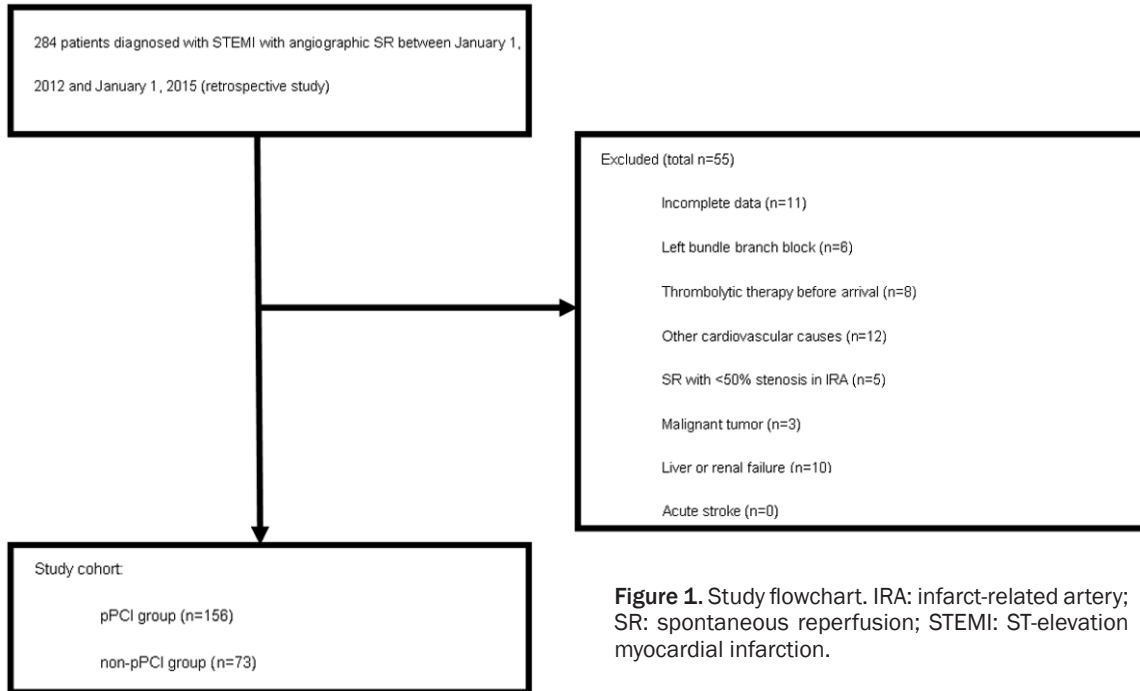 284 patients diagnosed with STEMI with angiographic SR between January 1,
2012 and January 1, 2015 (retrospective study)
Excluded (total n=55)
Incomplete data (n=11)
Left bundle branch block (n=6)
Thrombolytic therapy before arrival (n=8)
Other cardiovascular causes (n=12)
SR with <50% stenosis in IRA (n=5)
Malignant tumor (n=3)
Liver or renal failure (n=10)
Acute stroke (n=0)
Study cohort:
pPCI group (n=156)
non-pPCI group (n=73)
Figure 1. Study flowchart. IRA: infarct-related artery;
SR: spontaneous reperfusion; STEMI: ST-elevation
myocardial infarction.